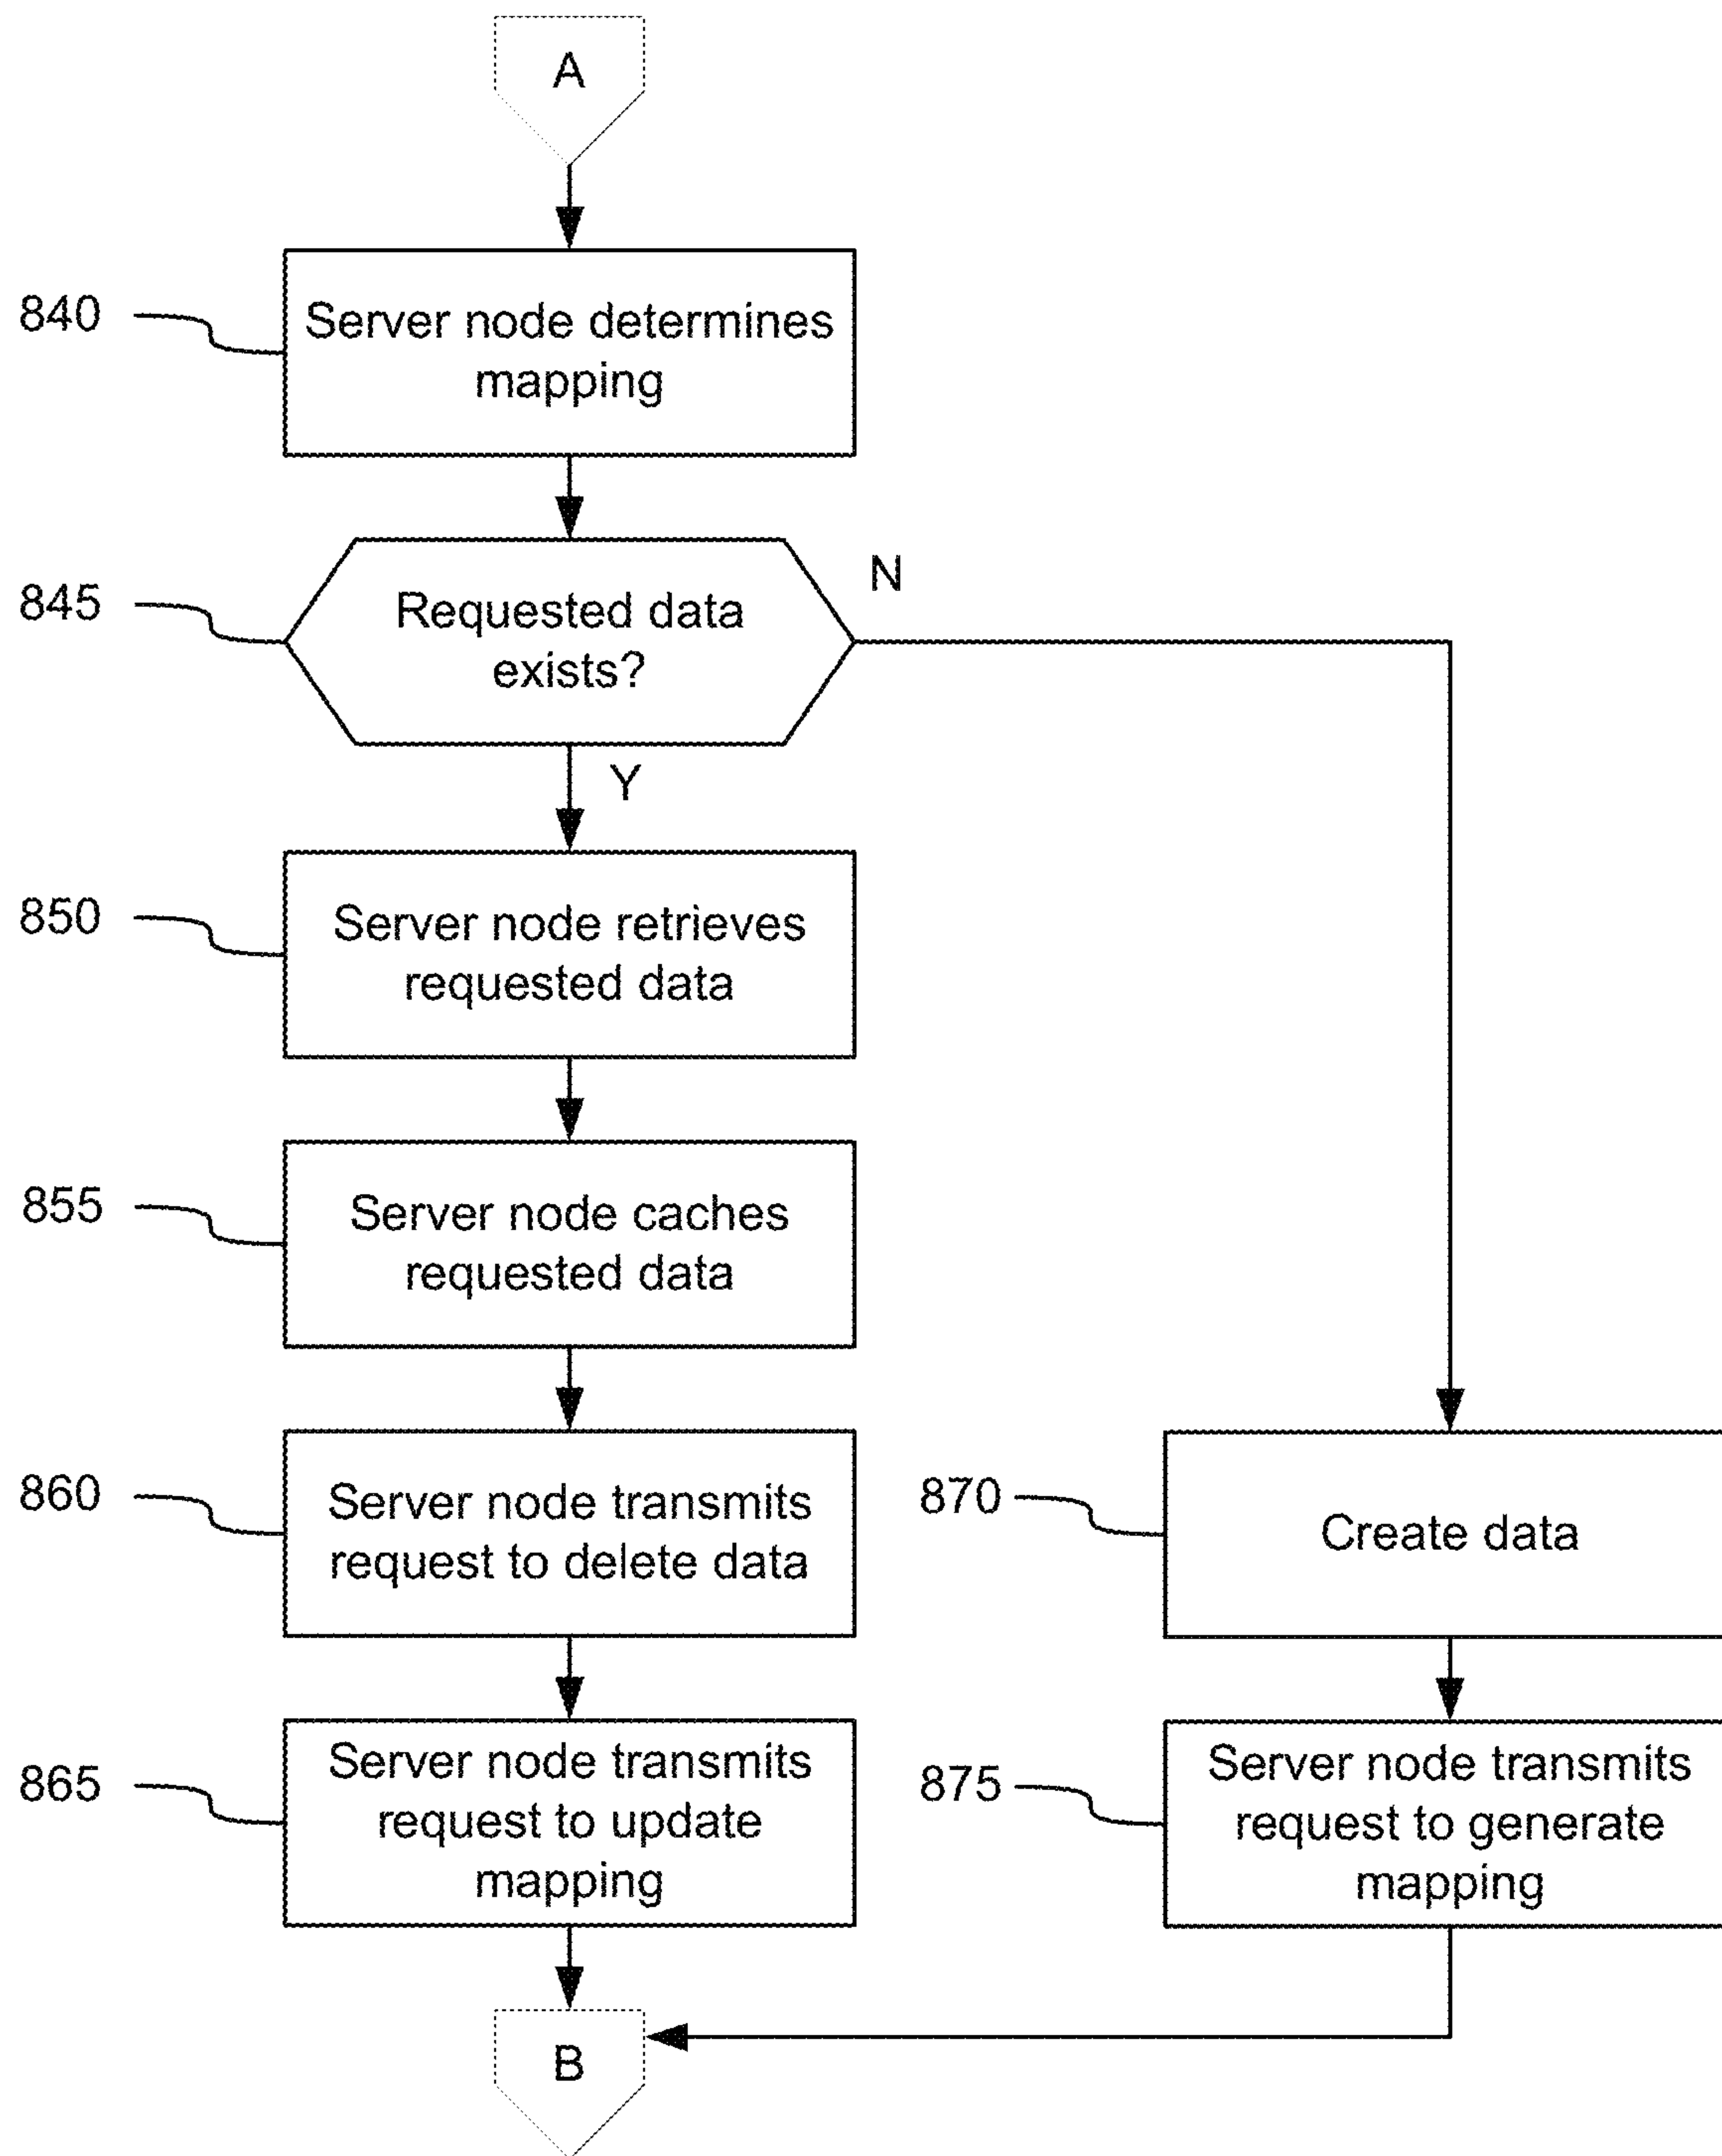 A
840
Server node determines
mapping
845
Requested data
exists?
N
Y
850
Server node retrieves
requested data
855
Server node caches
requested data
860
Server node transmits
request to delete data
870
Create data
865
Server node transmits
request to update
mapping
875
Server node transmits
request to generate
mapping
B